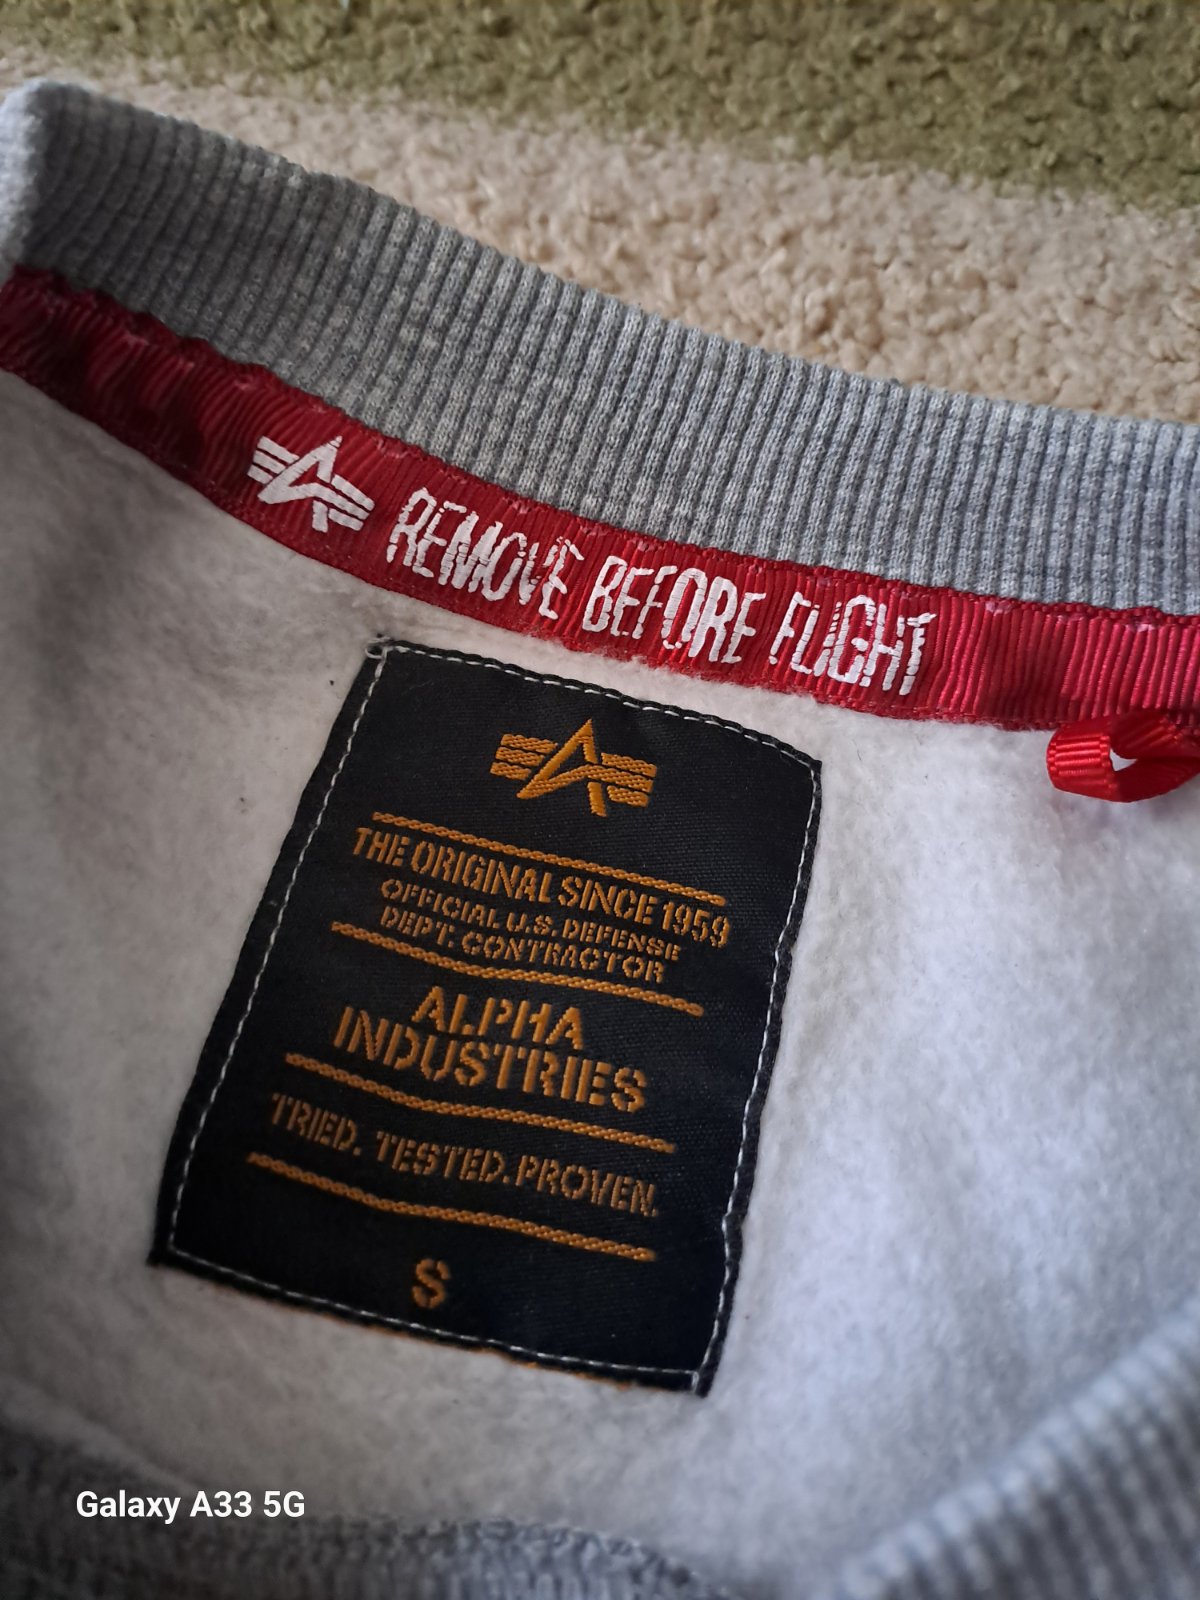 REMOVE BEFORE FLIGHT
THE ORIGINAL SINCE 1959
OFFICIAL U.S. DEFENSE
DEPT. CONTRACTOR
ALPHA
INDUSTRIES
TRIED. TESTED. PROVEN.
S
Galaxy A33 5G